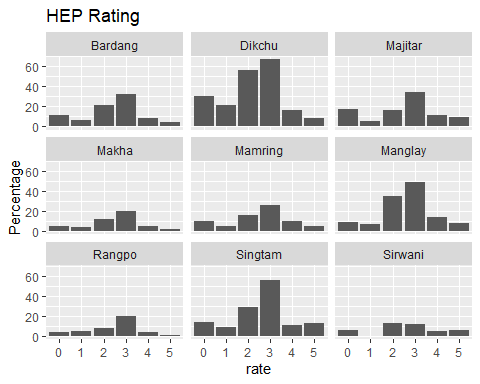 HEP Rating
Bardang Dikchu Majitar
60
40
20
0
Makha Mamring Manglay
60
40
20
0
Rangpo Singtam Sirwani
60
40
20
0
0 1 2 3 4 5 0 1 2 3 4 5 0 1 2 3 4 5
rate
Percentage